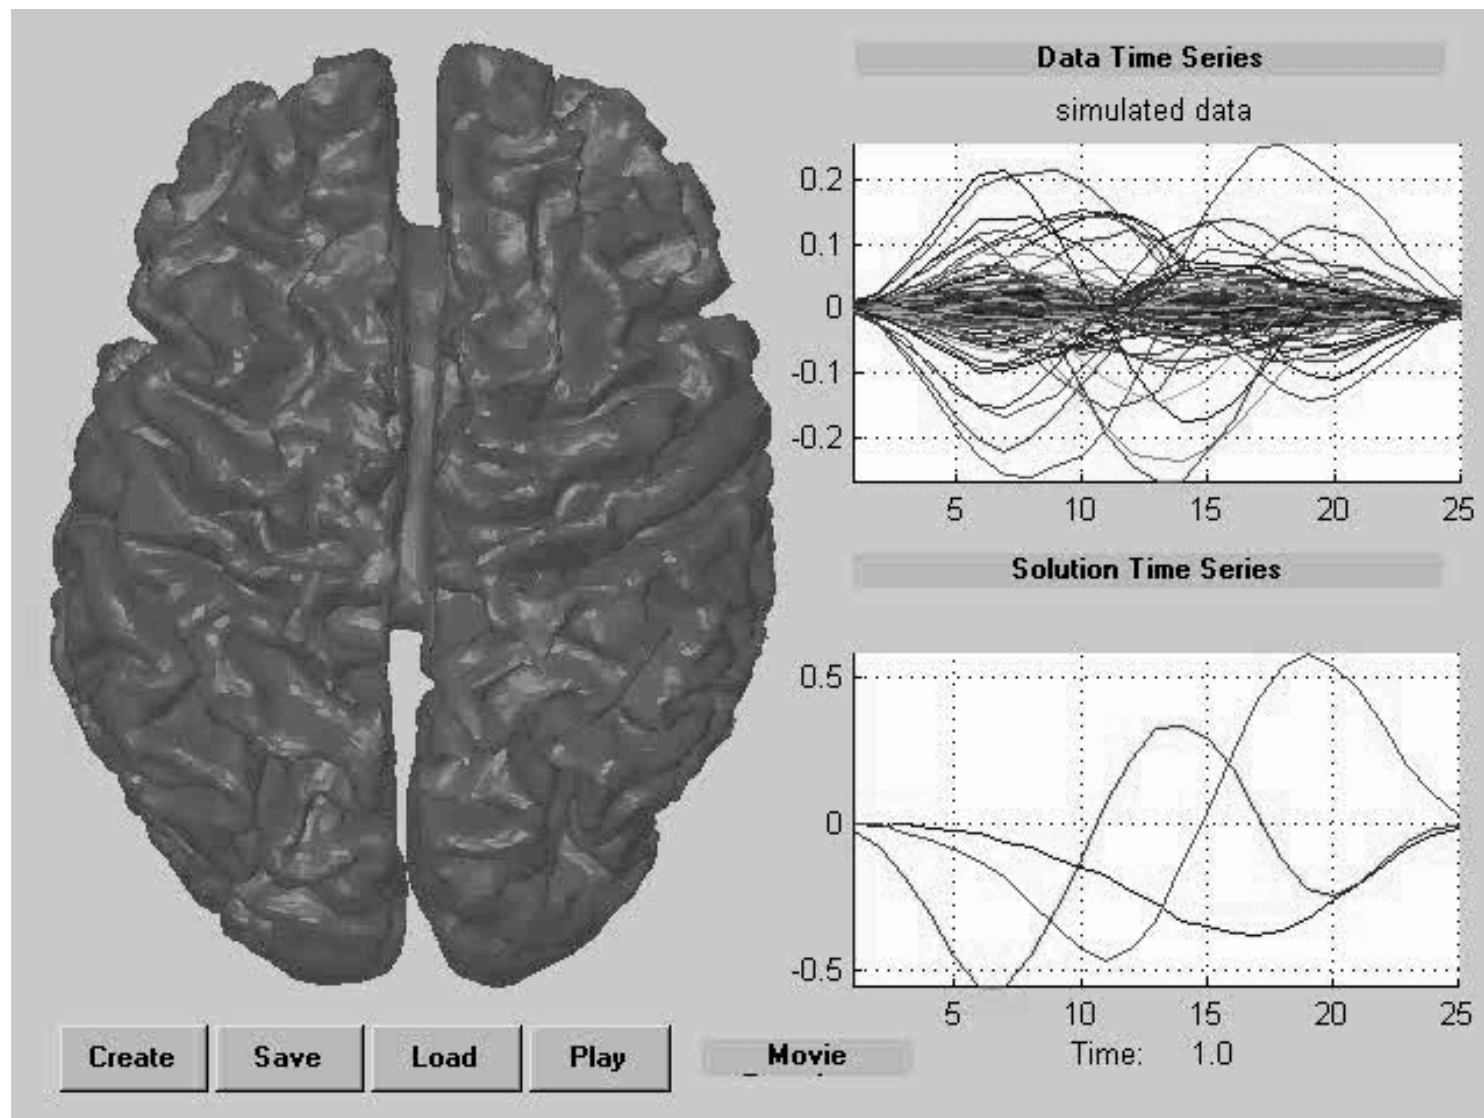 Data Time Series
simulated data
0.2
0.1
0
-0.1
-0.2
5 10 15 20 25
Solution Time Series
0.5
0
-0.5
5 10 15 20 25
Time: 1.0
Create Save Load Play Movie